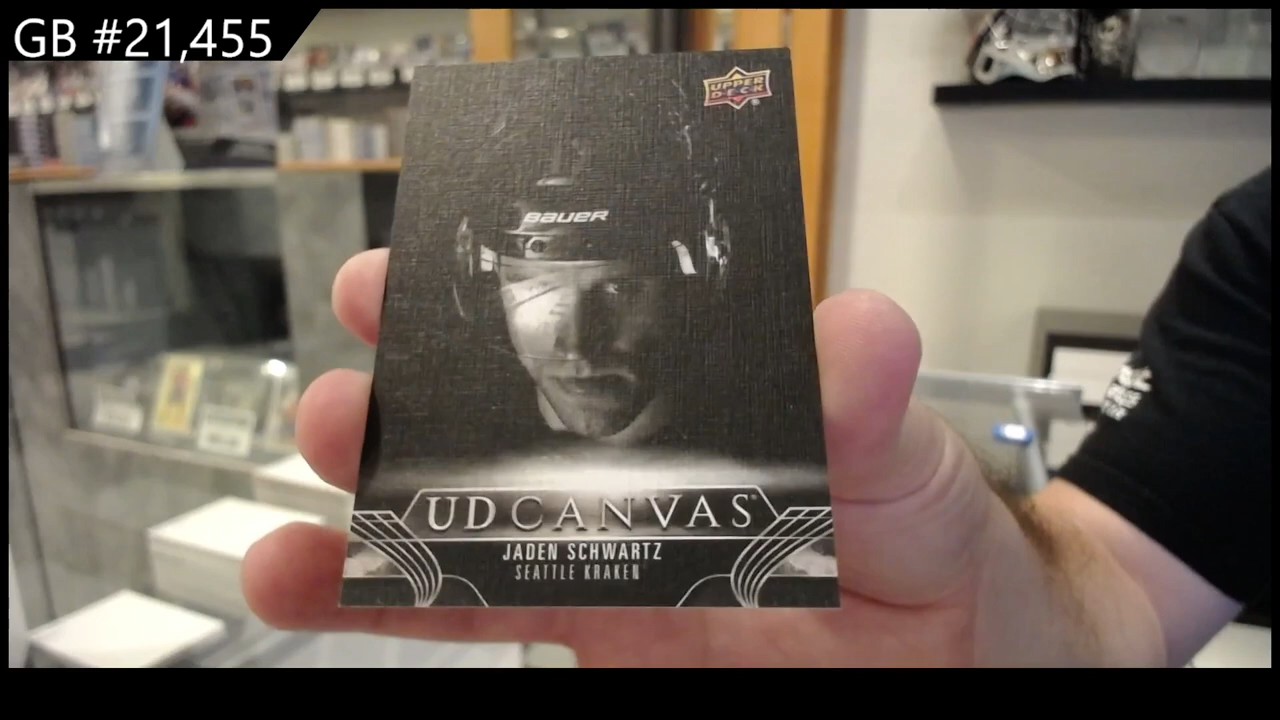 GB #21,455
UPPER
DECK
BAUER
UD CANVAS
JADEN SCHWARTZ
SEATTLE KRAKEN